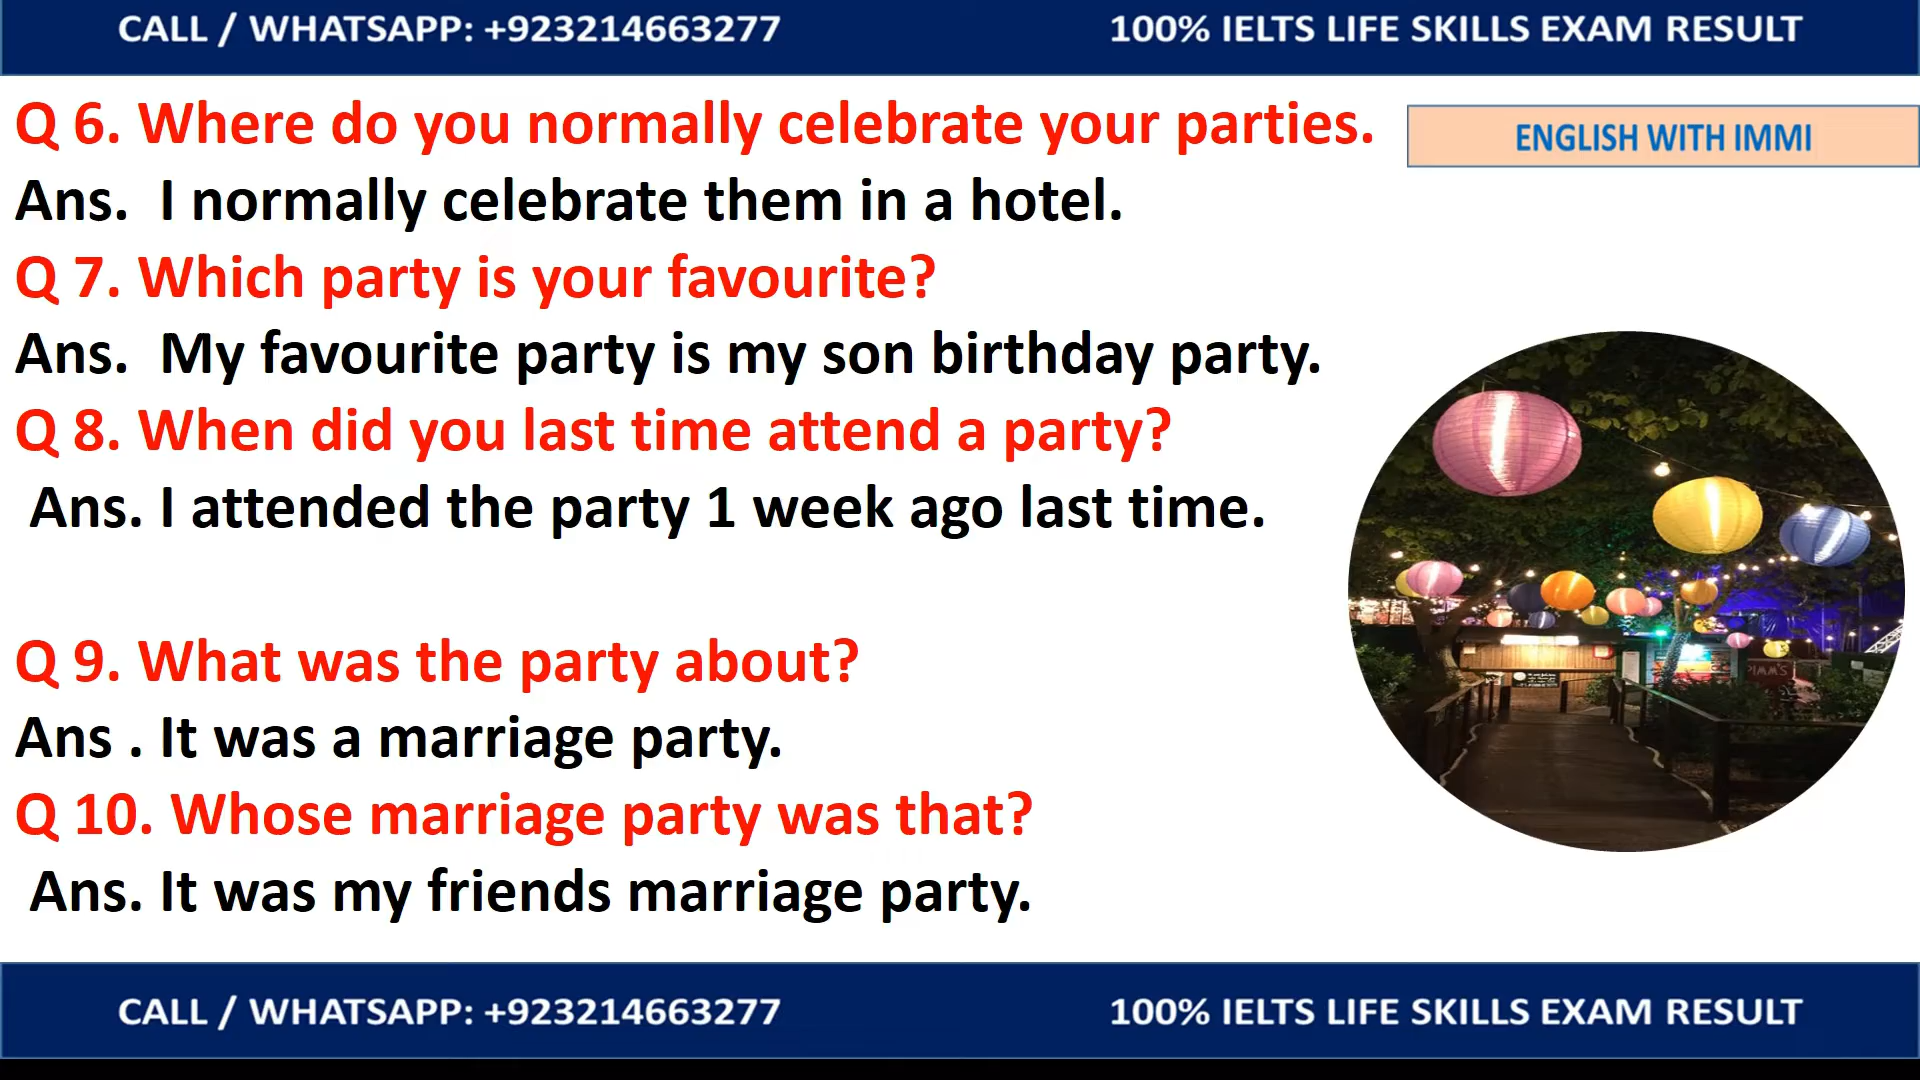 CALL / WHATSAPP: +923214663277 100% IELTS LIFE SKILLS EXAM RESULT
Q 6. Where do you normally celebrate your parties.
ENGLISH WITH IMMI
Ans. I normally celebrate them in a hotel.
Q 7. Which party is your favourite?
Ans. My favourite party is my son birthday party.
Q 8. When did you last time attend a party?
Ans. I attended the party 1 week ago last time.
Q 9. What was the party about?
Ans . It was a marriage party.
Q 10. Whose marriage party was that?
Ans. It was my friends marriage party.
PIMM'S
CALL / WHATSAPP: +923214663277 100% IELTS LIFE SKILLS EXAM RESULT